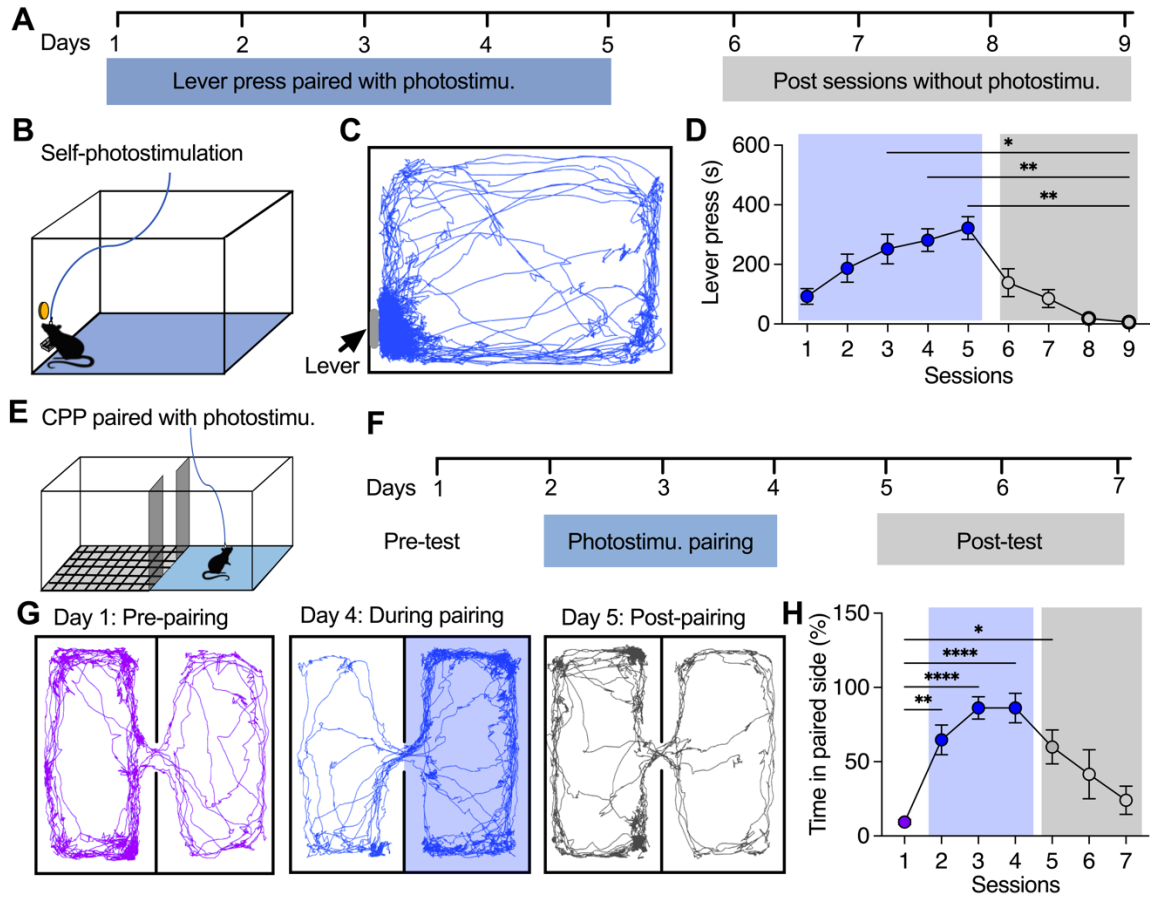 A
Days
1 2 3 4 5 6 7 8 9
Lever press paired with photostimu.
Post sessions without photostimu.
B
Self-photostimulation
C
Lever
D
Lever press (s)
600
400
200
0
*
**
**
1 2 3 4 5 6 7 8 9
Sessions
E
CPP paired with photostimu.
F
Days
1 2 3 4 5 6 7
Pre-test
Photostimu. pairing
Post-test
G
Day 1: Pre-pairing
Day 4: During pairing
Day 5: Post-pairing
H
Time in paired side (%)
150
100
50
0
*
****
****
**
1 2 3 4 5 6 7
Sessions